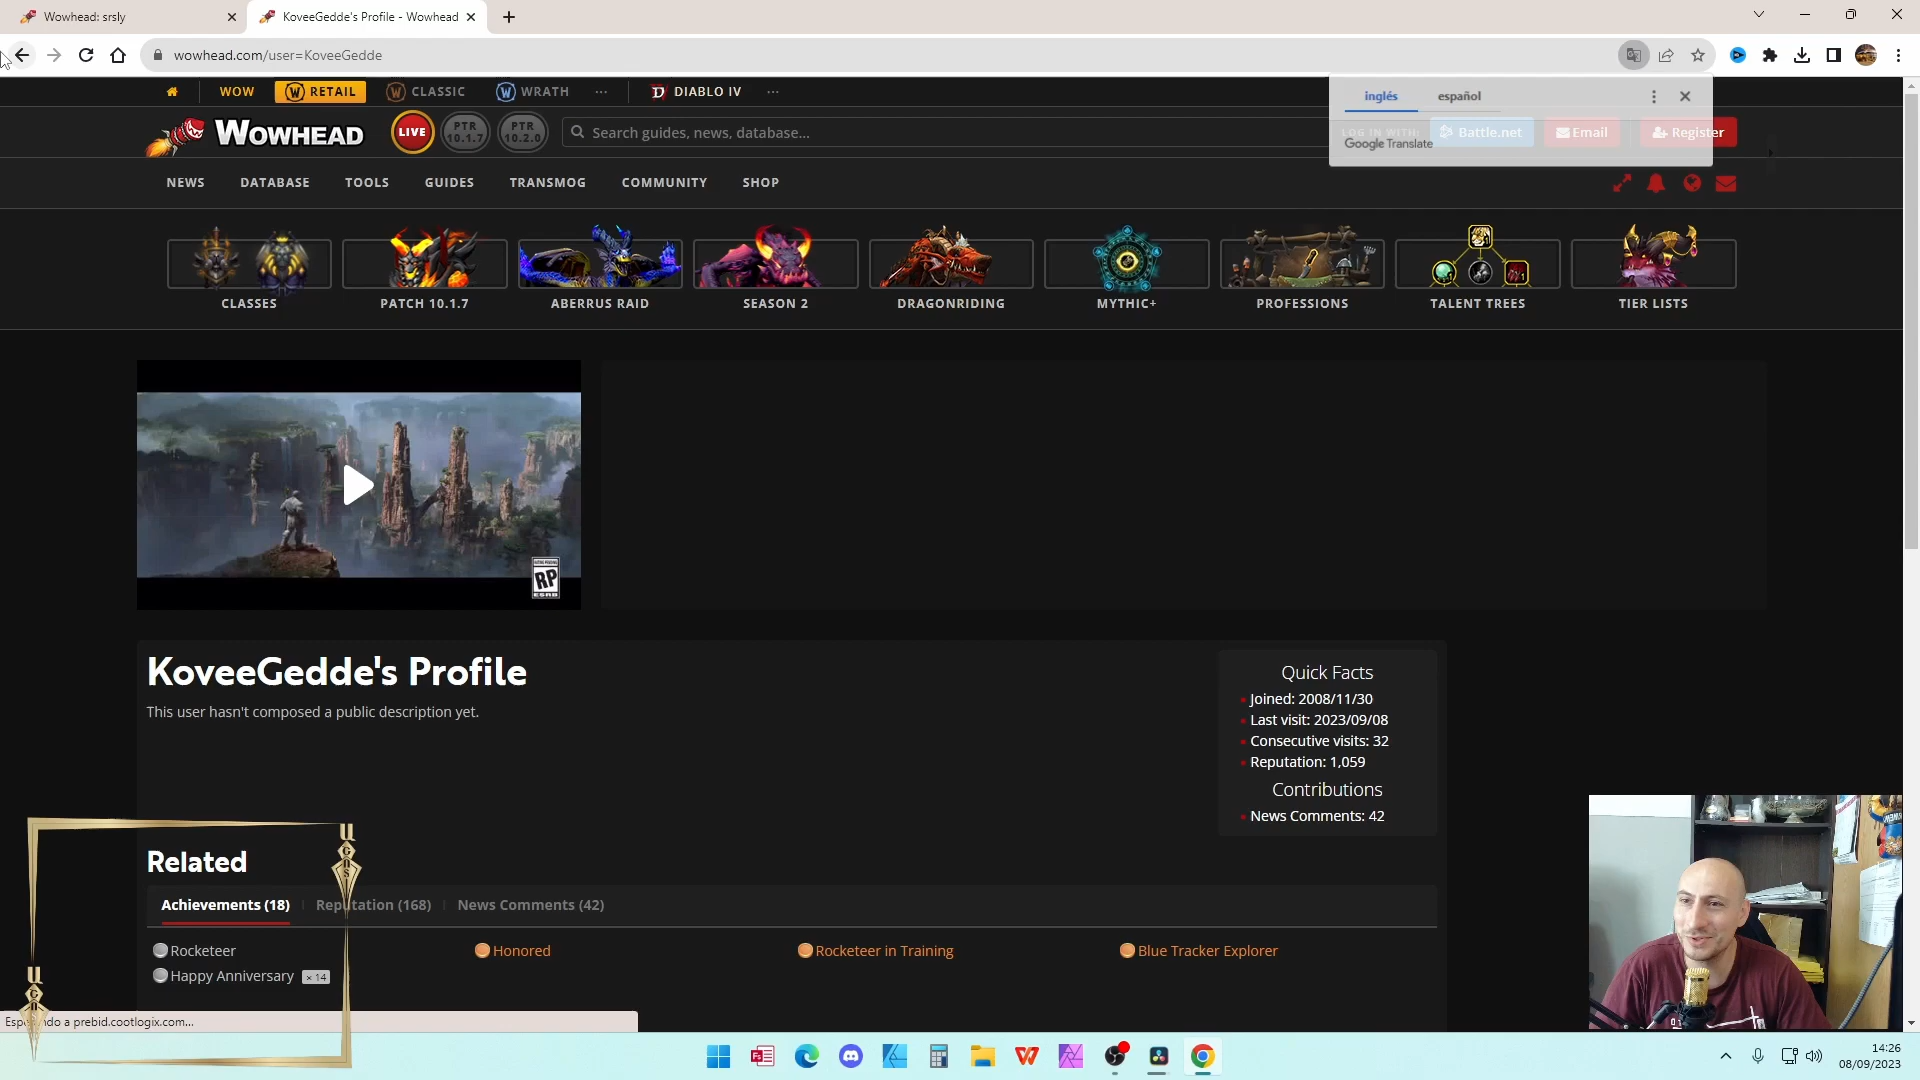 Wowhead: srsly
KoveeGedde's Profile - Wowhead
wowhead.com/user=KoveeGedde
WOW
RETAIL
CLASSIC
WRATH
DIABLO IV
inglés
español
Google Translate
WOWHEAD
LIVE
PTR
10.1.7
PTR
10.2.0
Search guides, news, database...
LOG IN WITH:
Battle.net
Email
Register
NEWS
DATABASE
TOOLS
GUIDES
TRANSMOG
COMMUNITY
SHOP
CLASSES
PATCH 10.1.7
ABERRUS RAID
SEASON 2
DRAGONRIDING
MYTHIC+
PROFESSIONS
TALENT TREES
TIER LISTS
RP
ESRB
KoveeGedde's Profile
This user hasn't composed a public description yet.
Quick Facts
Joined: 2008/11/30
Last visit: 2023/09/08
Consecutive visits: 32
Reputation: 1,059
Contributions
News Comments: 42
Related
Achievements (18)
Reputation (168)
News Comments (42)
Rocketeer
Honored
Rocketeer in Training
Blue Tracker Explorer
Happy Anniversary × 14
a prebid.cootlogix.com...
14:26
08/09/2023